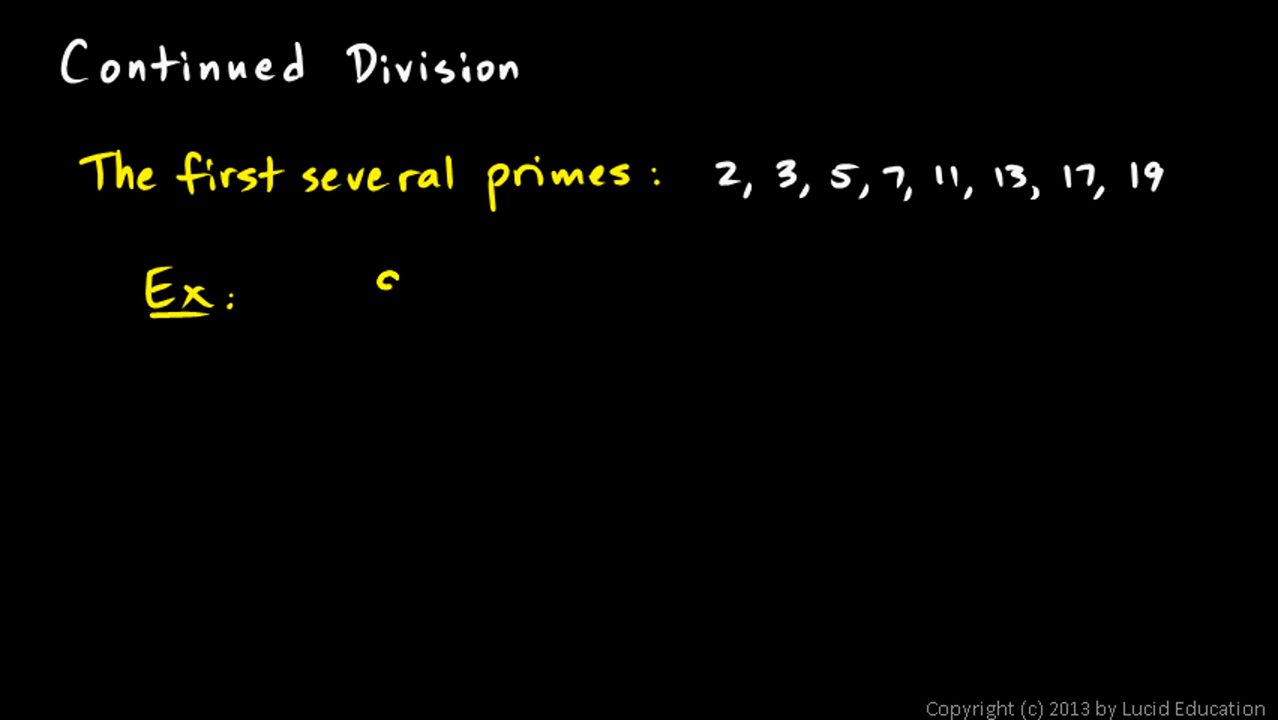 Continued Division
The first several primes: 2, 3, 5, 7, 11, 13, 17, 19
Ex:
Copyright (c) 2013 by Lucid Education